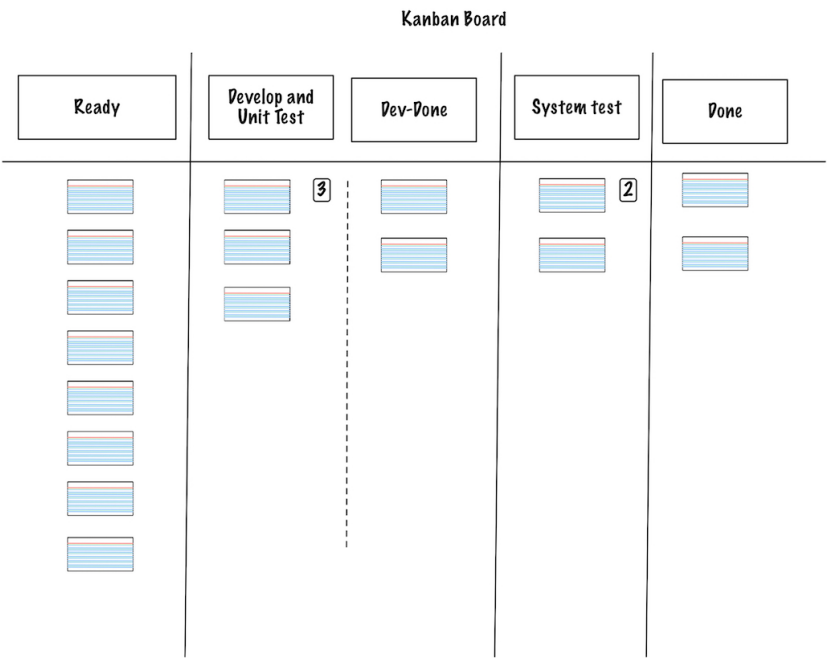 Kanban Board
Ready
Develop and
Unit Test
Dev-Done
System test
Done
3
2